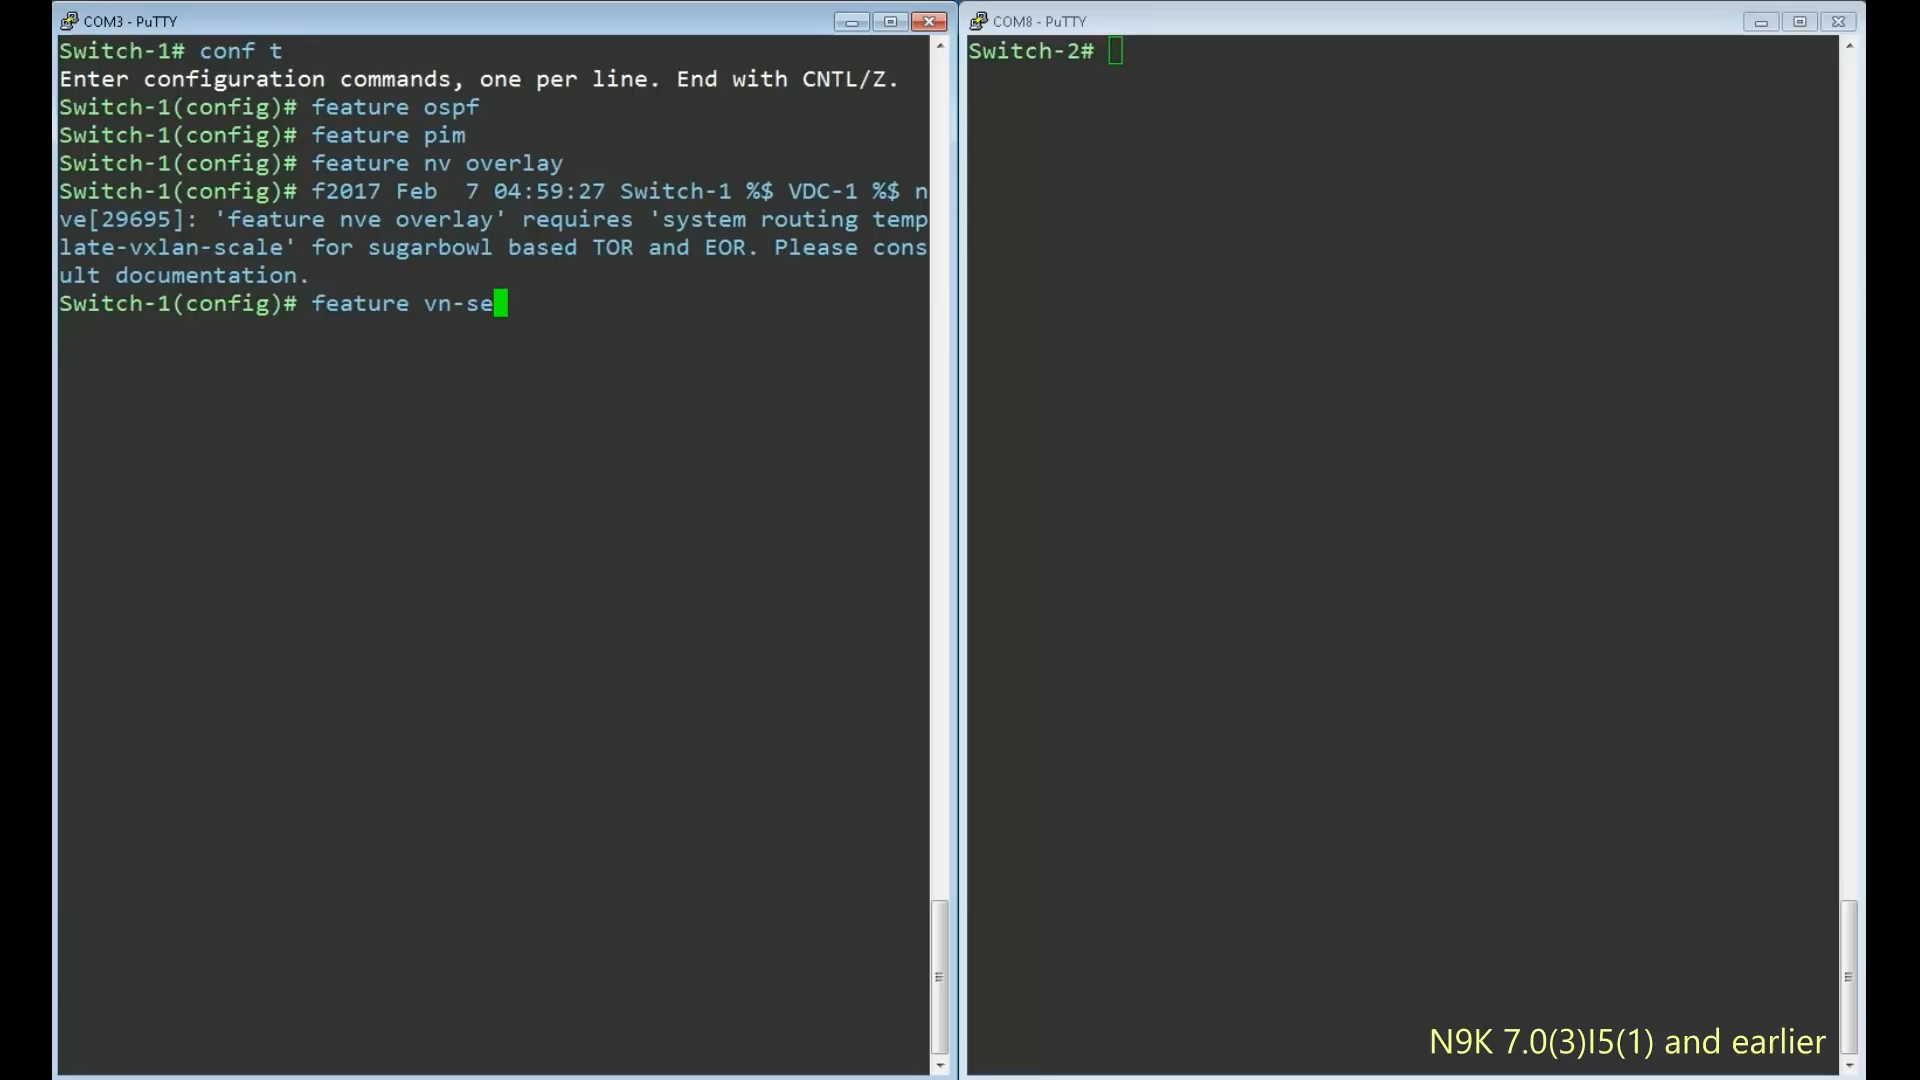 COM3 - PuTTY
Switch-1# conf t
Enter configuration commands, one per line. End with CNTL/Z.
Switch-1(config)# feature ospf
Switch-1(config)# feature pim
Switch-1(config)# feature nv overlay
Switch-1(config)# f2017 Feb  7 04:59:27 Switch-1 %$ VDC-1 %$ n
ve[29695]: 'feature nve overlay' requires 'system routing temp
late-vxlan-scale' for sugarbowl based TOR and EOR. Please cons
ult documentation.
Switch-1(config)# feature vn-se
COM8 - PuTTY
Switch-2#
N9K 7.0(3)I5(1) and earlier